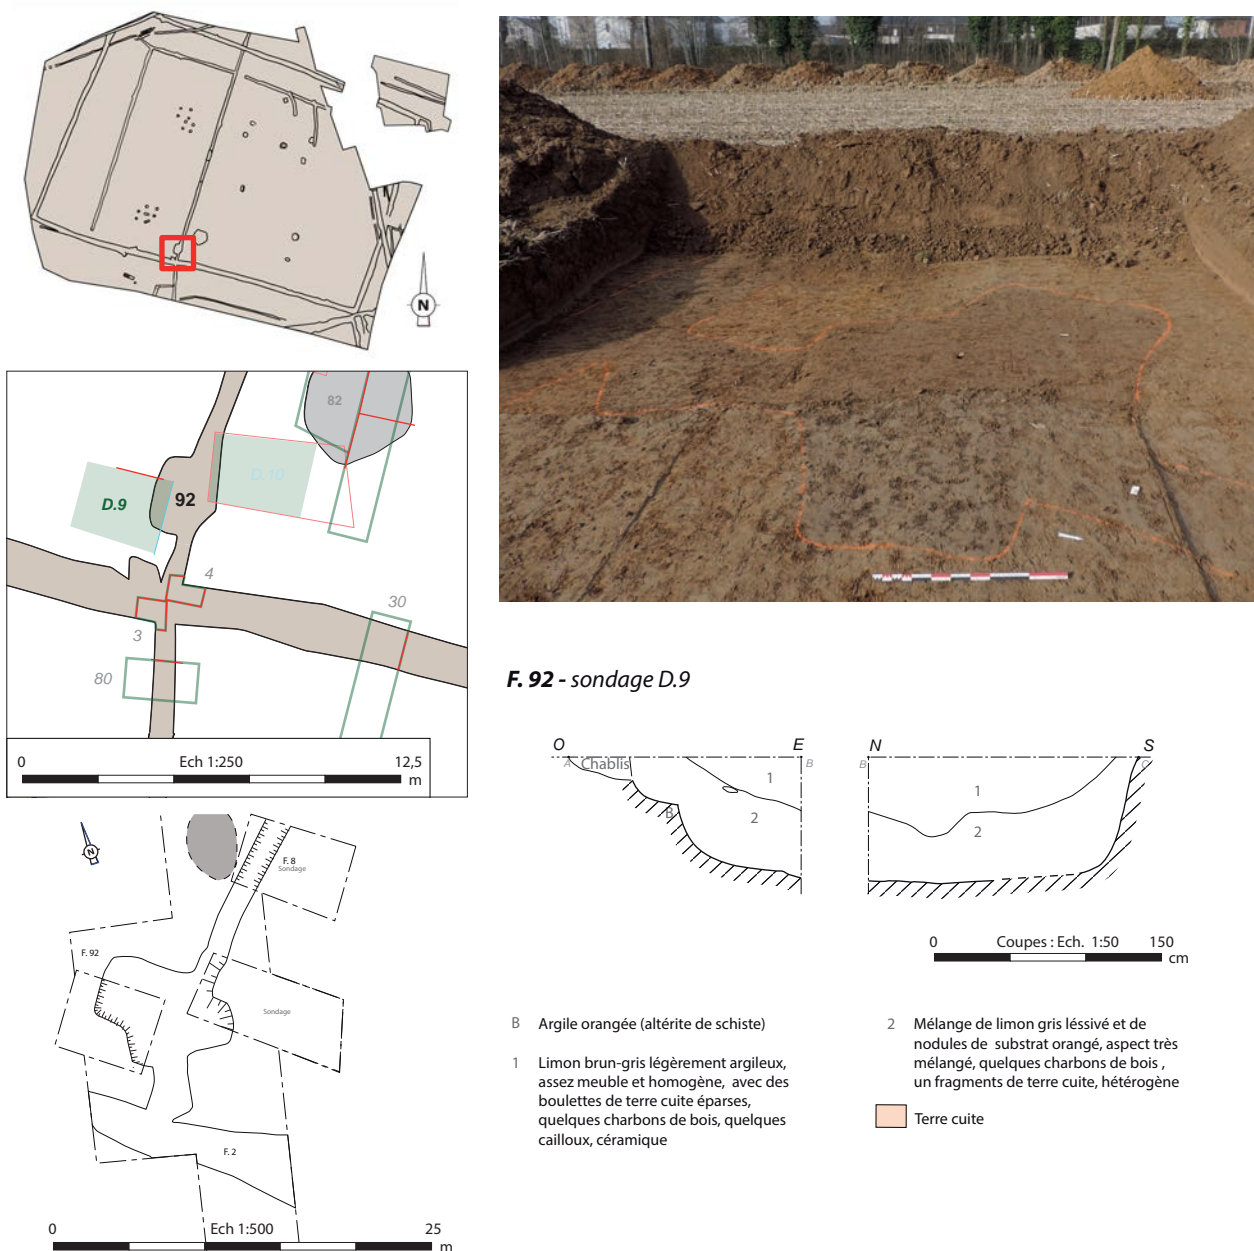 N
82
D.9
92
D.10
4
3
30
80
0 Ech 1:250 12,5
m
N
F. 8
Sondage
F. 92
Sondage
F. 2
0 Ech 1:500 25
m
F. 92 - sondage D.9
O E N S
A Chablis B B C
1 1
B 2 2
0 Coupes : Ech. 1:50 150
cm
B Argile orangée (altérite de schiste)
1 Limon brun-gris légèrement argileux,
assez meuble et homogène, avec des
boulettes de terre cuite éparses,
quelques charbons de bois, quelques
cailloux, céramique
2 Mélange de limon gris léssivé et de
nodules de substrat orangé, aspect très
mélangé, quelques charbons de bois ,
un fragments de terre cuite, hétérogène
Terre cuite